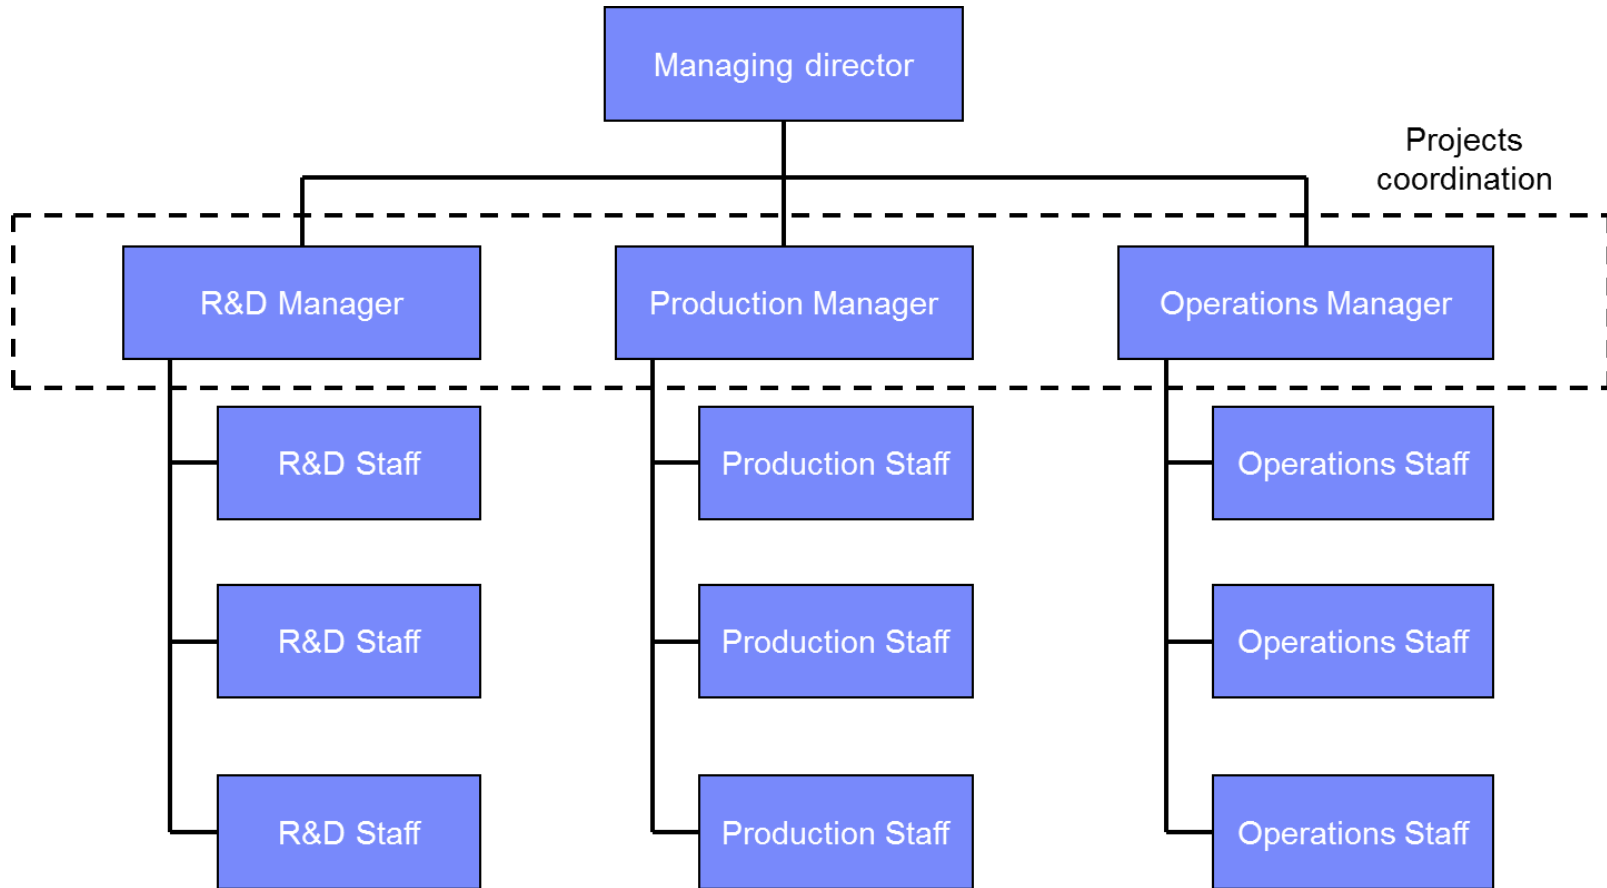 Managing director
Projects
coordination
R&D Manager
Production Manager
Operations Manager
R&D Staff
Production Staff
Operations Staff
R&D Staff
Production Staff
Operations Staff
R&D Staff
Production Staff
Operations Staff